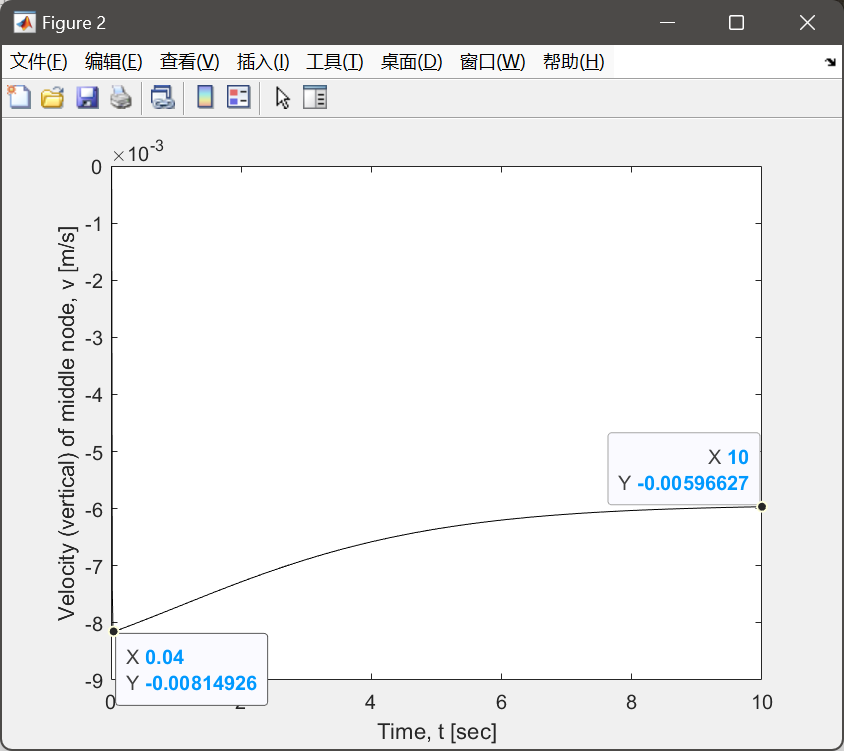 Figure 2
文件(F) 编辑(E) 查看(V) 插入(I) 工具(T) 桌面(D) 窗口(W) 帮助(H)
×10-3
0
-1
-2
-3
-4
-5
-6
-7
-8
-9
Velocity (vertical) of middle node, v [m/s]
X 10
Y -0.00596627
X 0.04
Y -0.00814926
0 2 4 6 8 10
Time, t [sec]